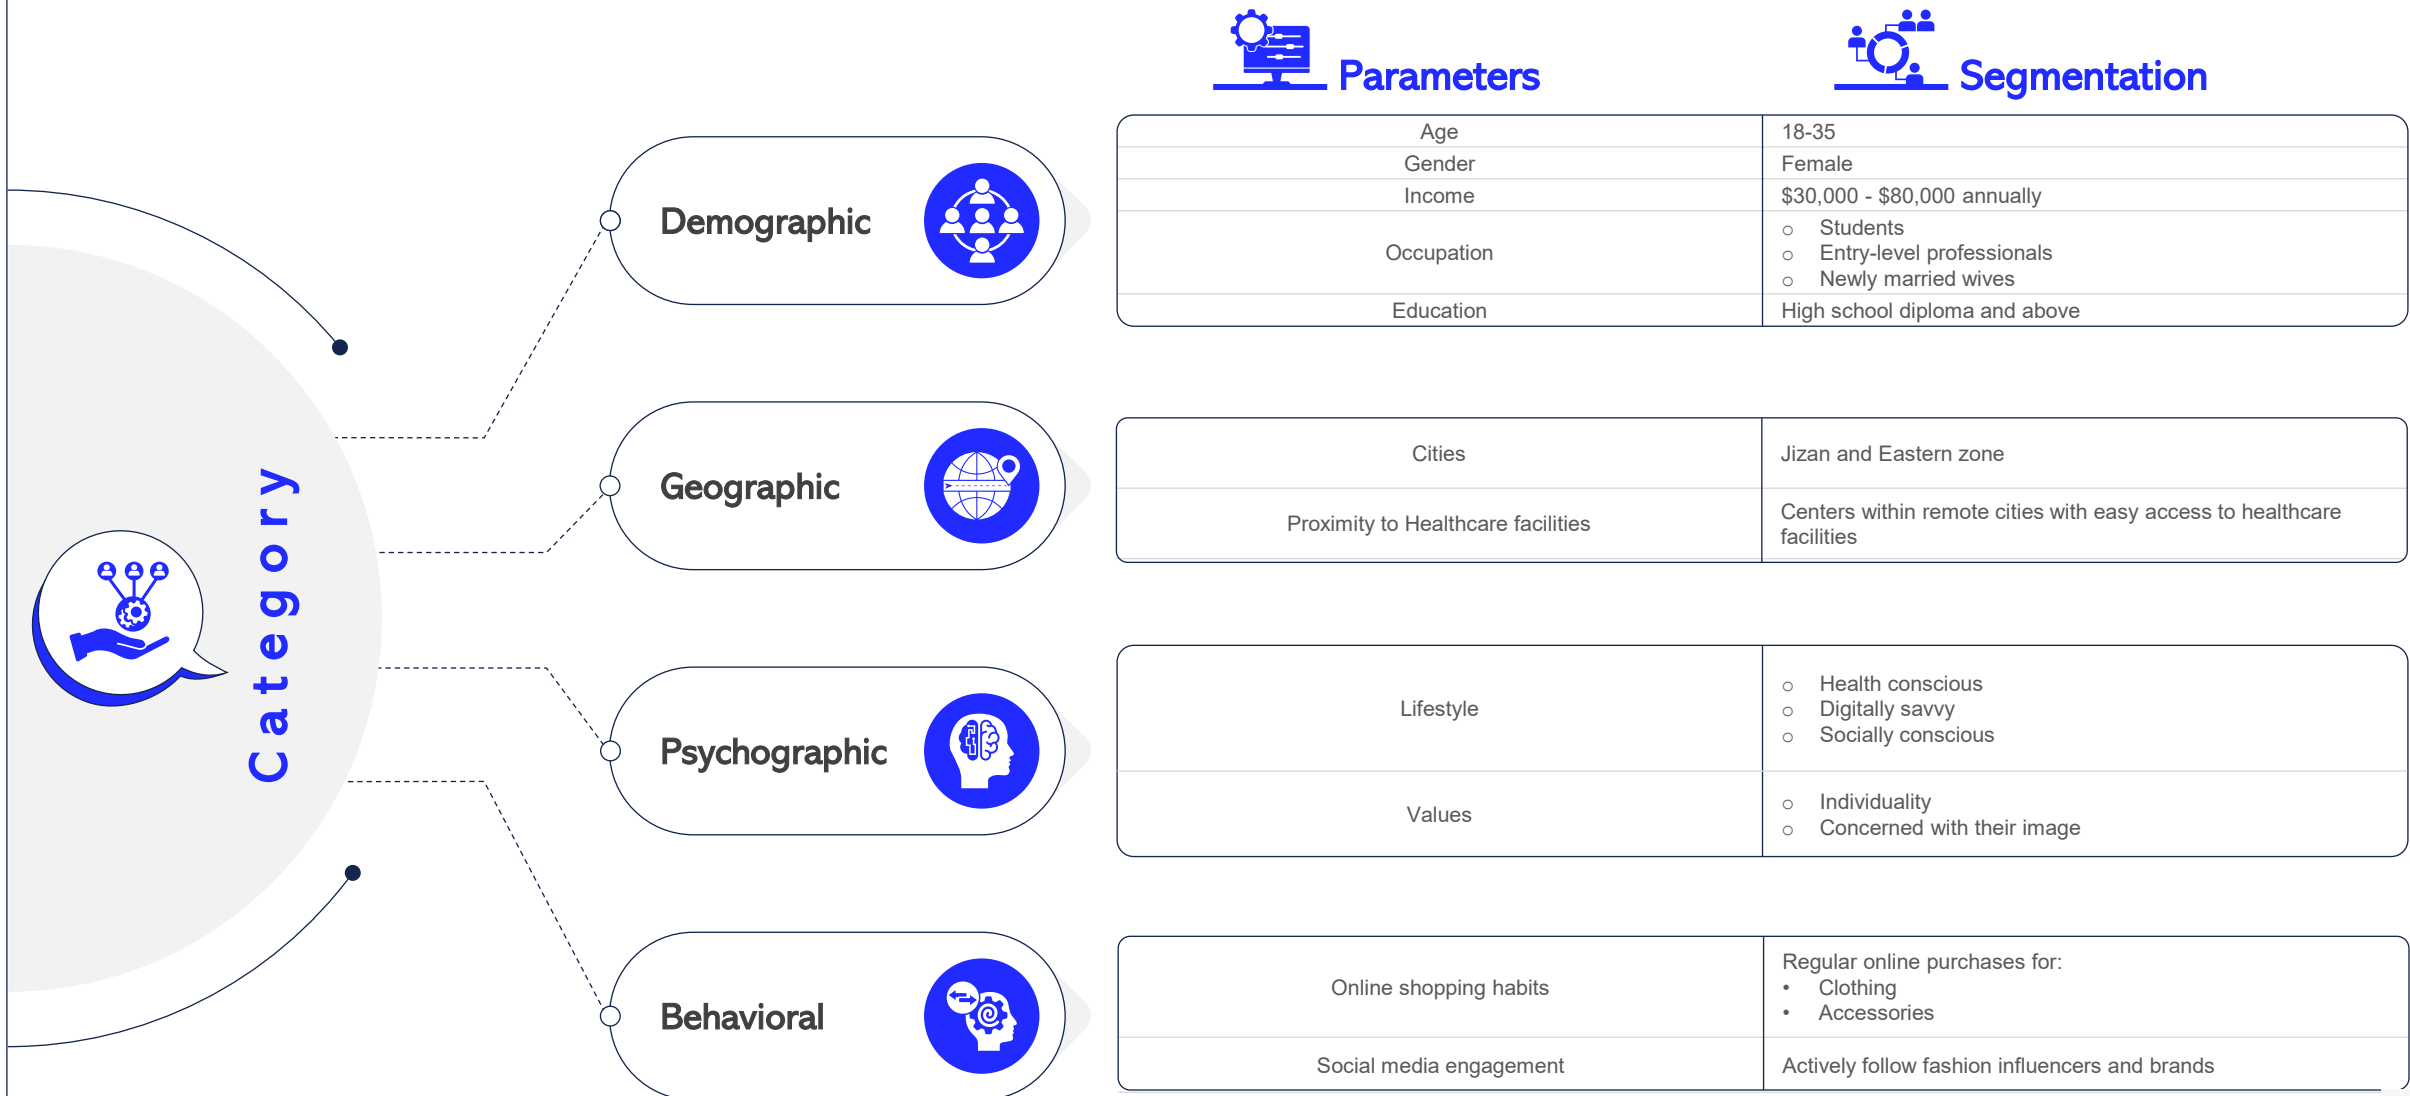 Parameters
Segmentation
Category
Demographic
Age
18-35
Gender
Female
Income
$30,000 - $80,000 annually
Occupation
o Students
o Entry-level professionals
o Newly married wives
Education
High school diploma and above
Geographic
Cities
Jizan and Eastern zone
Proximity to Healthcare facilities
Centers within remote cities with easy access to healthcare
facilities
Psychographic
Lifestyle
o Health conscious
o Digitally savvy
o Socially conscious
Values
o Individuality
o Concerned with their image
Behavioral
Online shopping habits
Regular online purchases for:
• Clothing
• Accessories
Social media engagement
Actively follow fashion influencers and brands